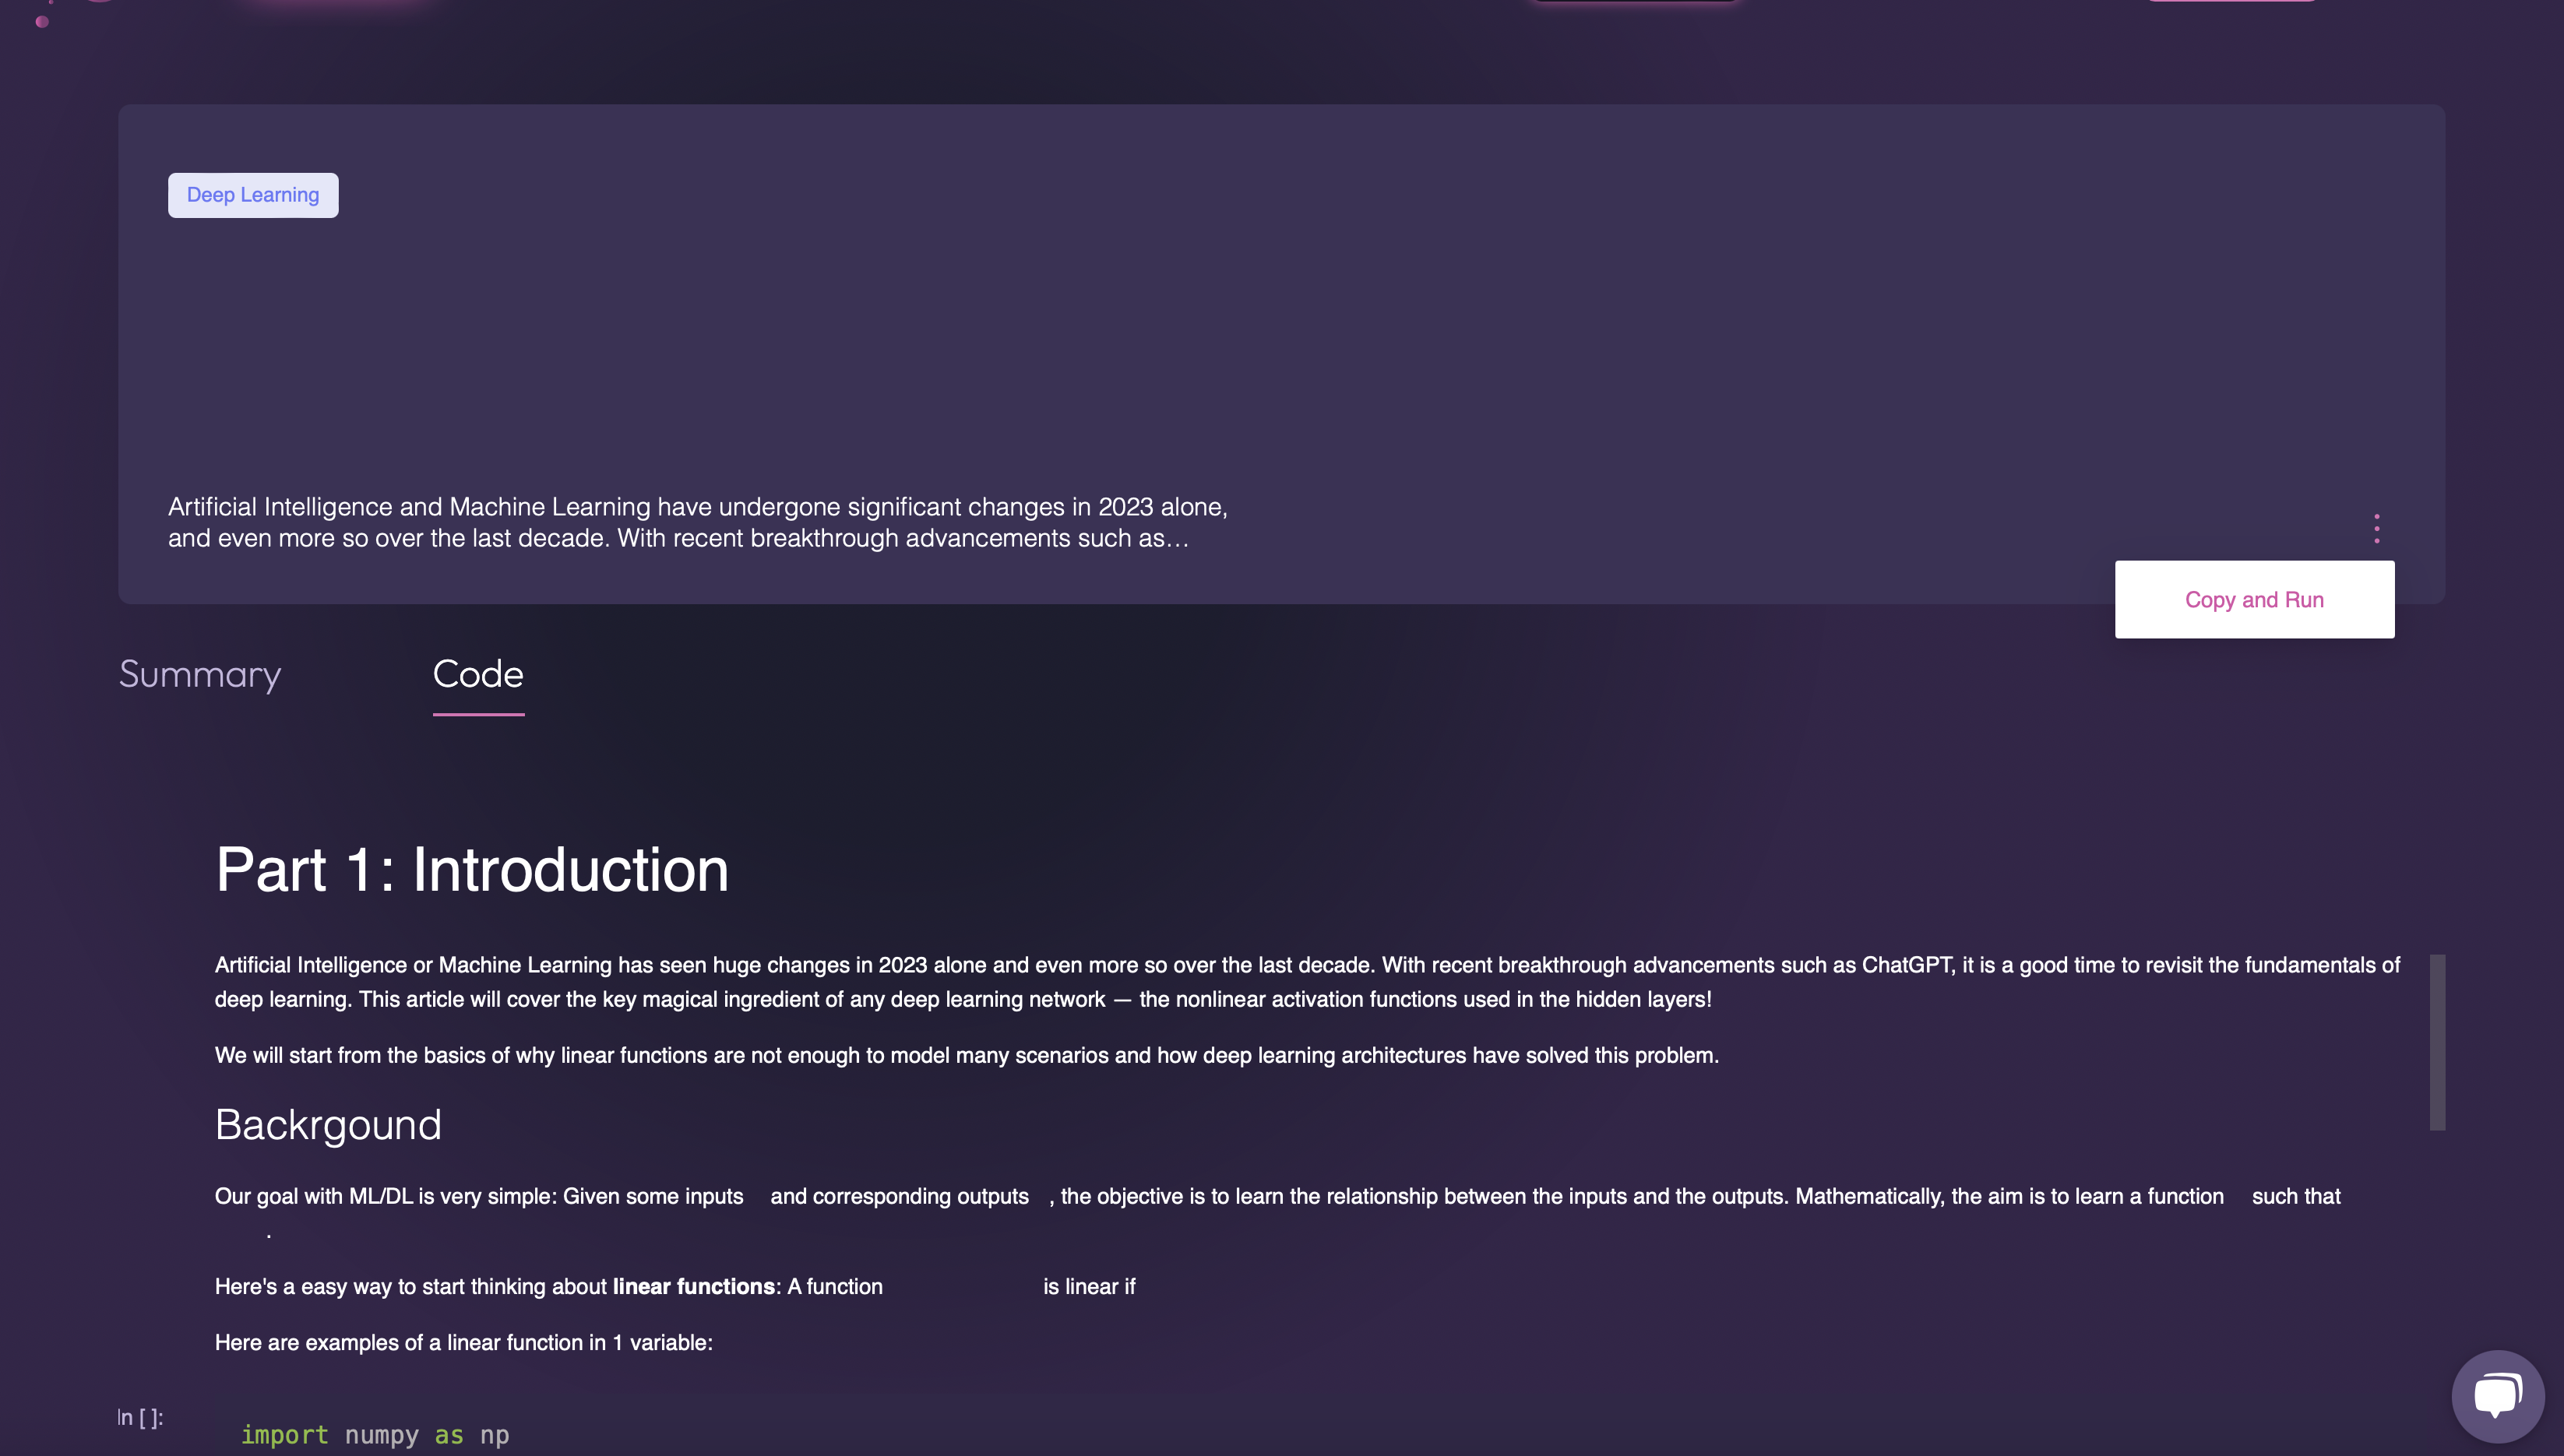 Deep Learning
Artificial Intelligence and Machine Learning have undergone significant changes in 2023 alone,
and even more so over the last decade. With recent breakthrough advancements such as…
Copy and Run
Summary
Code
Part 1: Introduction
Artificial Intelligence or Machine Learning has seen huge changes in 2023 alone and even more so over the last decade. With recent breakthrough advancements such as ChatGPT, it is a good time to revisit the fundamentals of
deep learning. This article will cover the key magical ingredient of any deep learning network — the nonlinear activation functions used in the hidden layers!
We will start from the basics of why linear functions are not enough to model many scenarios and how deep learning architectures have solved this problem.
Backrgound
Our goal with ML/DL is very simple: Given some inputs and corresponding outputs , the objective is to learn the relationship between the inputs and the outputs. Mathematically, the aim is to learn a function such that
.
Here's a easy way to start thinking about linear functions: A function is linear if
Here are examples of a linear function in 1 variable:
In [ ]:
import numpy as np